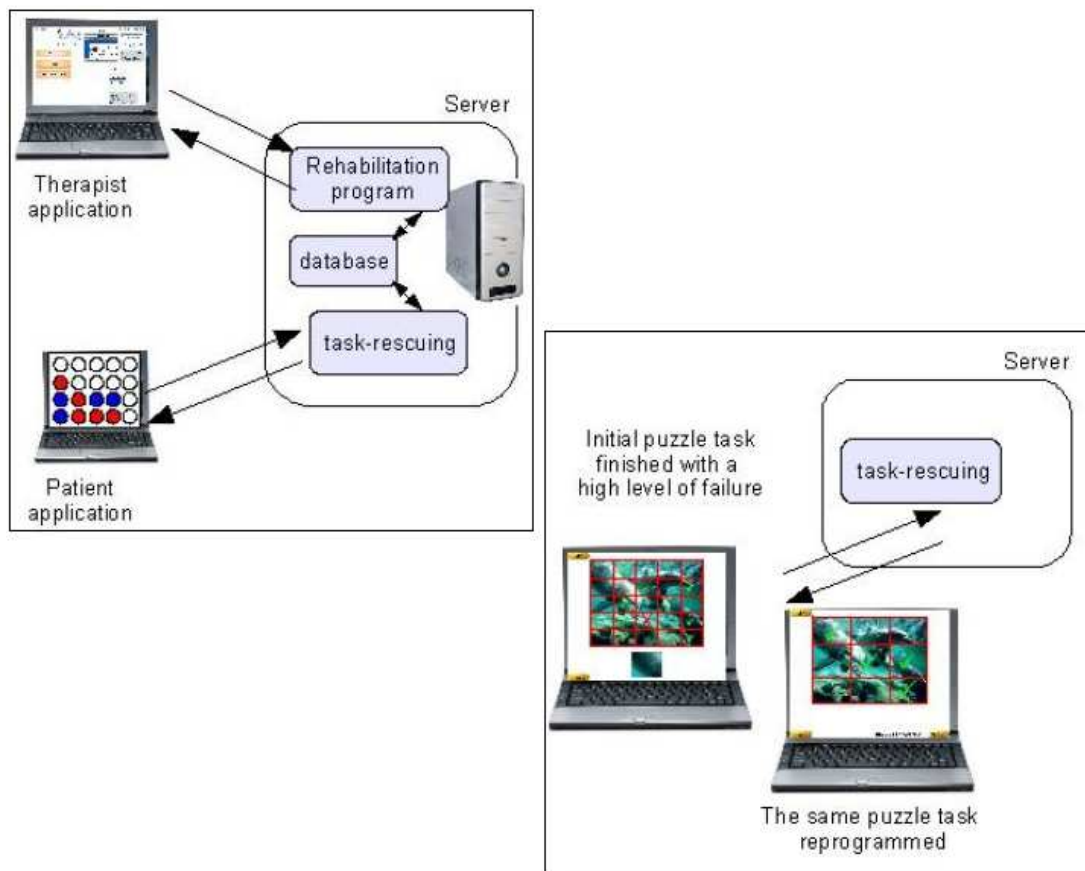 Server
Rehabilitation
program
Therapist
application
database
task-rescuing
Patient
application
Server
Initial puzzle task
finished with a
high level of failure
task-rescuing
The same puzzle task
reprogrammed